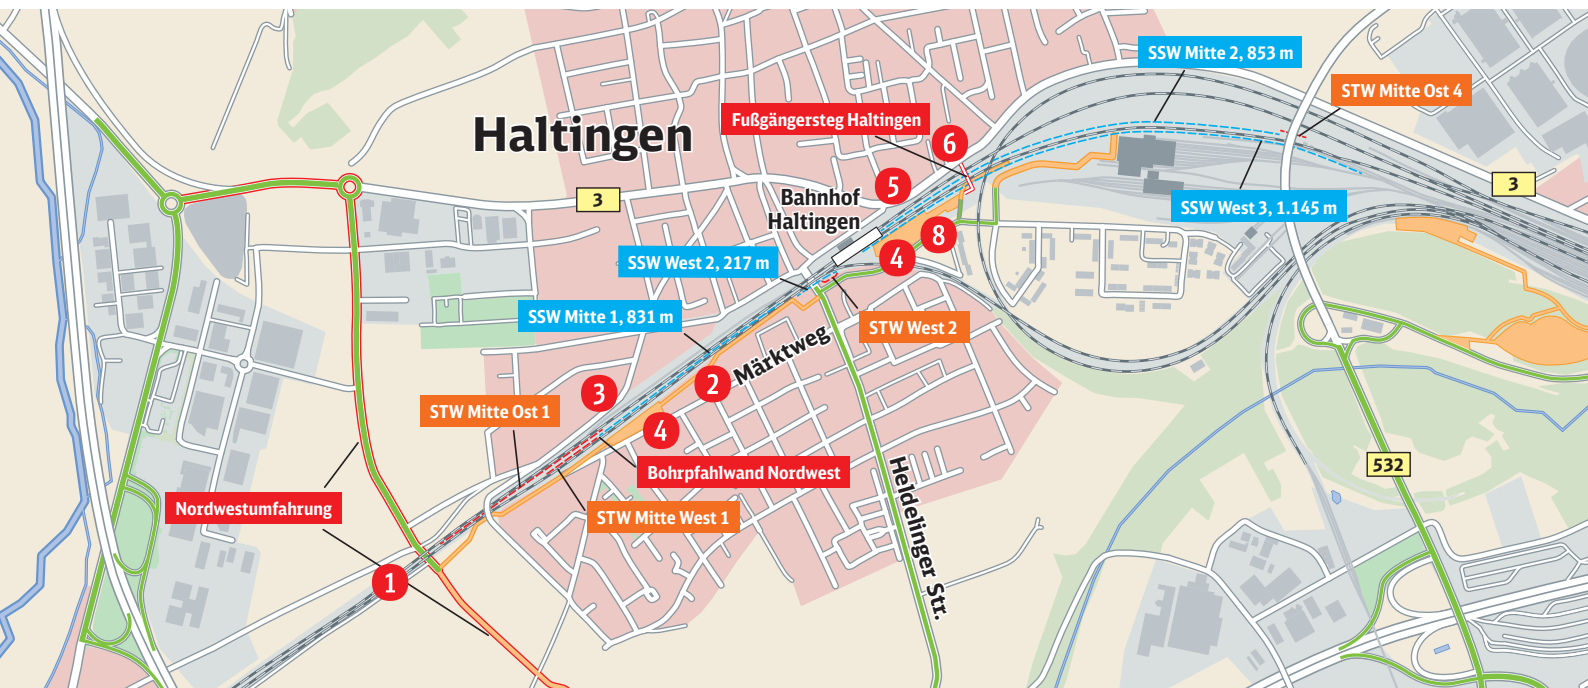 SSW Mitte 2, 853 m
STW Mitte Ost 4
Fußgängersteg Haltingen
Haltingen
6
5
3
3
Bahnhof
Haltingen
SSW West 3, 1.145 m
8
4
SSW West 2, 217 m
SSW Mitte 1, 831 m
STW West 2
Märktweg
2
3
STW Mitte Ost 1
4
Bohrpfahlwand Nordwest
532
Heldelinger Str.
Nordwestumfahrung
STW Mitte West 1
1